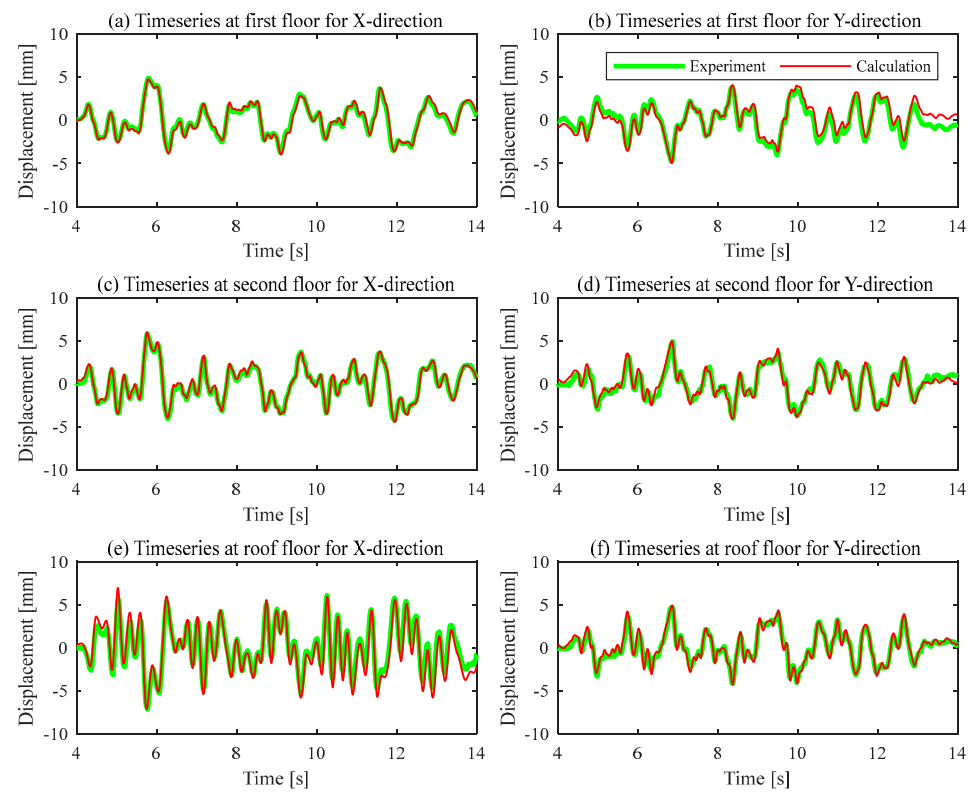 (a) Timeseries at first floor for X-direction
10
5
0
-5
-10
Displacement [mm]
4 6 8 10 12 14
Time [s]
(b) Timeseries at first floor for Y-direction
Experiment Calculation
10
5
0
-5
-10
Displacement [mm]
4 6 8 10 12 14
Time [s]
(c) Timeseries at second floor for X-direction
10
5
0
-5
-10
Displacement [mm]
4 6 8 10 12 14
Time [s]
(d) Timeseries at second floor for Y-direction
10
5
0
-5
-10
Displacement [mm]
4 6 8 10 12 14
Time [s]
(e) Timeseries at roof floor for X-direction
10
5
0
-5
-10
Displacement [mm]
4 6 8 10 12 14
Time [s]
(f) Timeseries at roof floor for Y-direction
10
5
0
-5
-10
Displacement [mm]
4 6 8 10 12 14
Time [s]